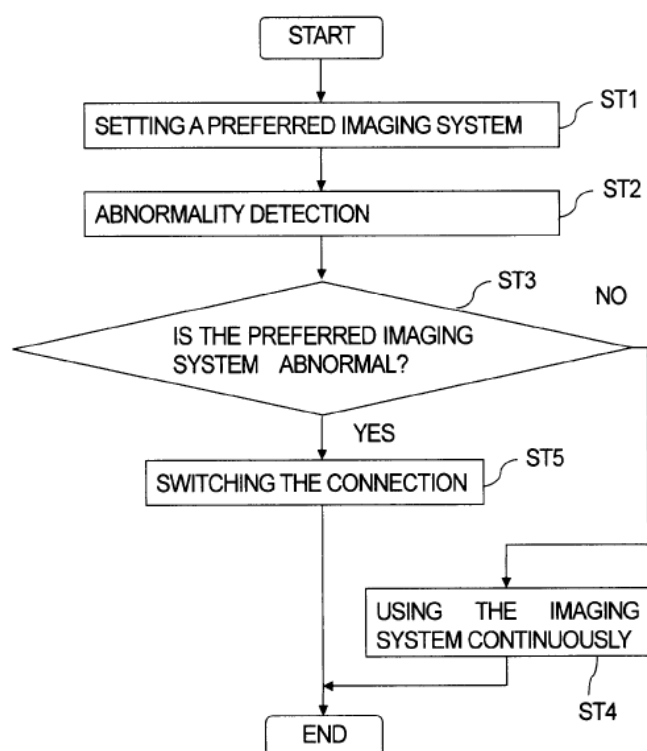 START
ST1
SETTING A PREFERRED IMAGING SYSTEM
ST2
ABNORMALITY DETECTION
ST3
NO
IS THE PREFERRED IMAGING
SYSTEM ABNORMAL?
YES
ST5
SWITCHING THE CONNECTION
USING THE IMAGING
SYSTEM CONTINUOUSLY
ST4
END